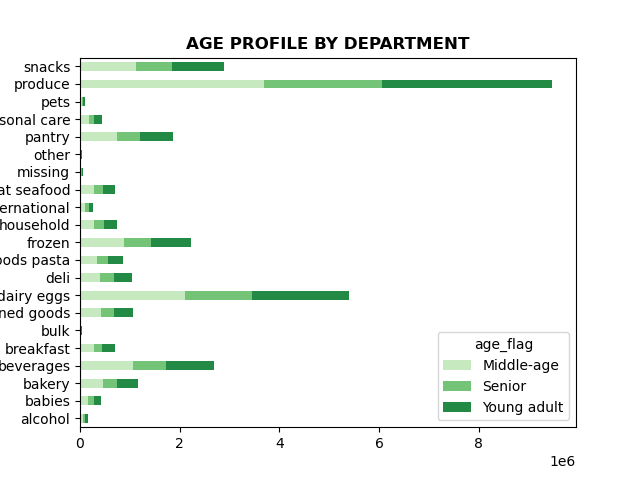 AGE PROFILE BY DEPARTMENT
snacks
produce
pets
sonal care
pantry
other
missing
at seafood
ernational
household
frozen
oods pasta
deli
dairy eggs
ned goods
bulk
breakfast
beverages
bakery
babies
alcohol
age_flag
Middle-age
Senior
Young adult
0 2 4 6 8
1e6